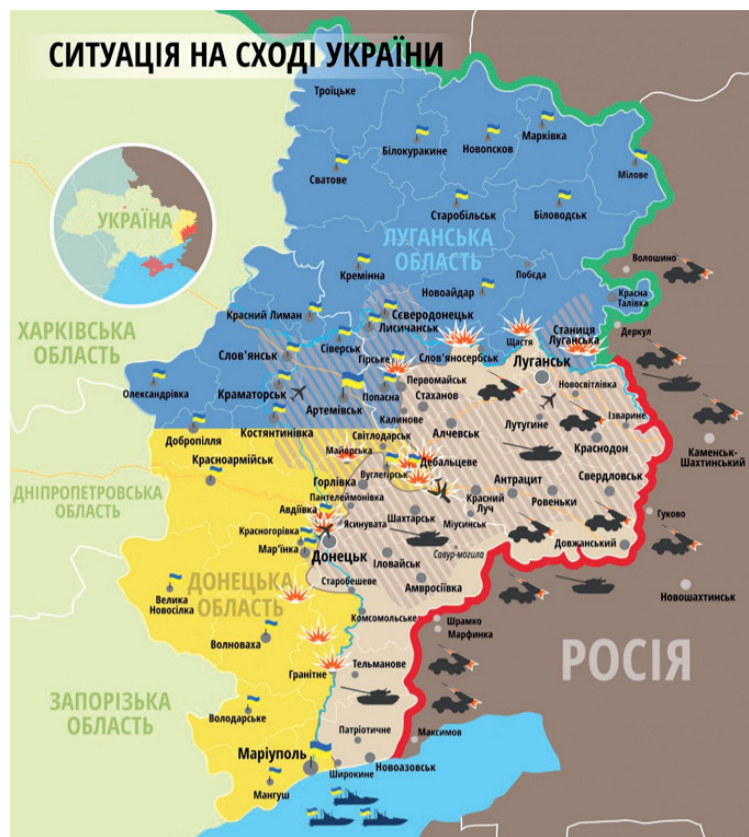 СИТУАЦІЯ НА СХОДІ УКРАЇНИ
Троїцьке
Білокуракине
Новопсков
Марківка
Сватове
Мілове
УКРАЇНА
Старобільськ
Біловодськ
ЛУГАНСЬКА
ОБЛАСТЬ
Волошино
Кремінна
Побєда
Новоайдар
Красна
Талівка
Красний Лиман
Сєверодонецьк
Лисичанськ
Станиця
Луганська
Деркул
ХАРКІВСЬКА
ОБЛАСТЬ
Щастя
Сіверськ
Слов'янськ
Гірське
Слов'яносербськ
Луганськ
Олександрівка
Краматорськ
Первомайськ
Новосвітлівка
Попасна
Стаханов
Артемівськ
Калинове
Лутугине
Ізварине
Костянтинівка
Добропілля
Світлодарськ
Алчевськ
Краснодон
Каменськ-
Шахтинський
Майорська
Красноармійськ
Дебальцеве
Вуглегірськ
Горлівка
Антрацит
Свердловськ
ДНІПРОПЕТРОВСЬКА
ОБЛАСТЬ
Пантелеймонівка
Красний
Луч
Ровеньки
Авдіївка
Гуково
Шахтарськ
Міусинськ
Красногорівка
Ясинувата
Довжанський
Мар'їнка
Донецьк
Савур-могила
Іловайськ
ДОНЕЦЬКА
ОБЛАСТЬ
Старобешеве
Амвросіївка
Новошахтинськ
Велика
Новосілка
Комсомольське
Шрамко
Марфинка
Волноваха
РОСІЯ
Гранітне
Тельманове
ЗАПОРІЗЬКА
ОБЛАСТЬ
Володарське
Патріотичне
Максимов
Маріуполь
Широкине
Новоазовськ
Мангуш